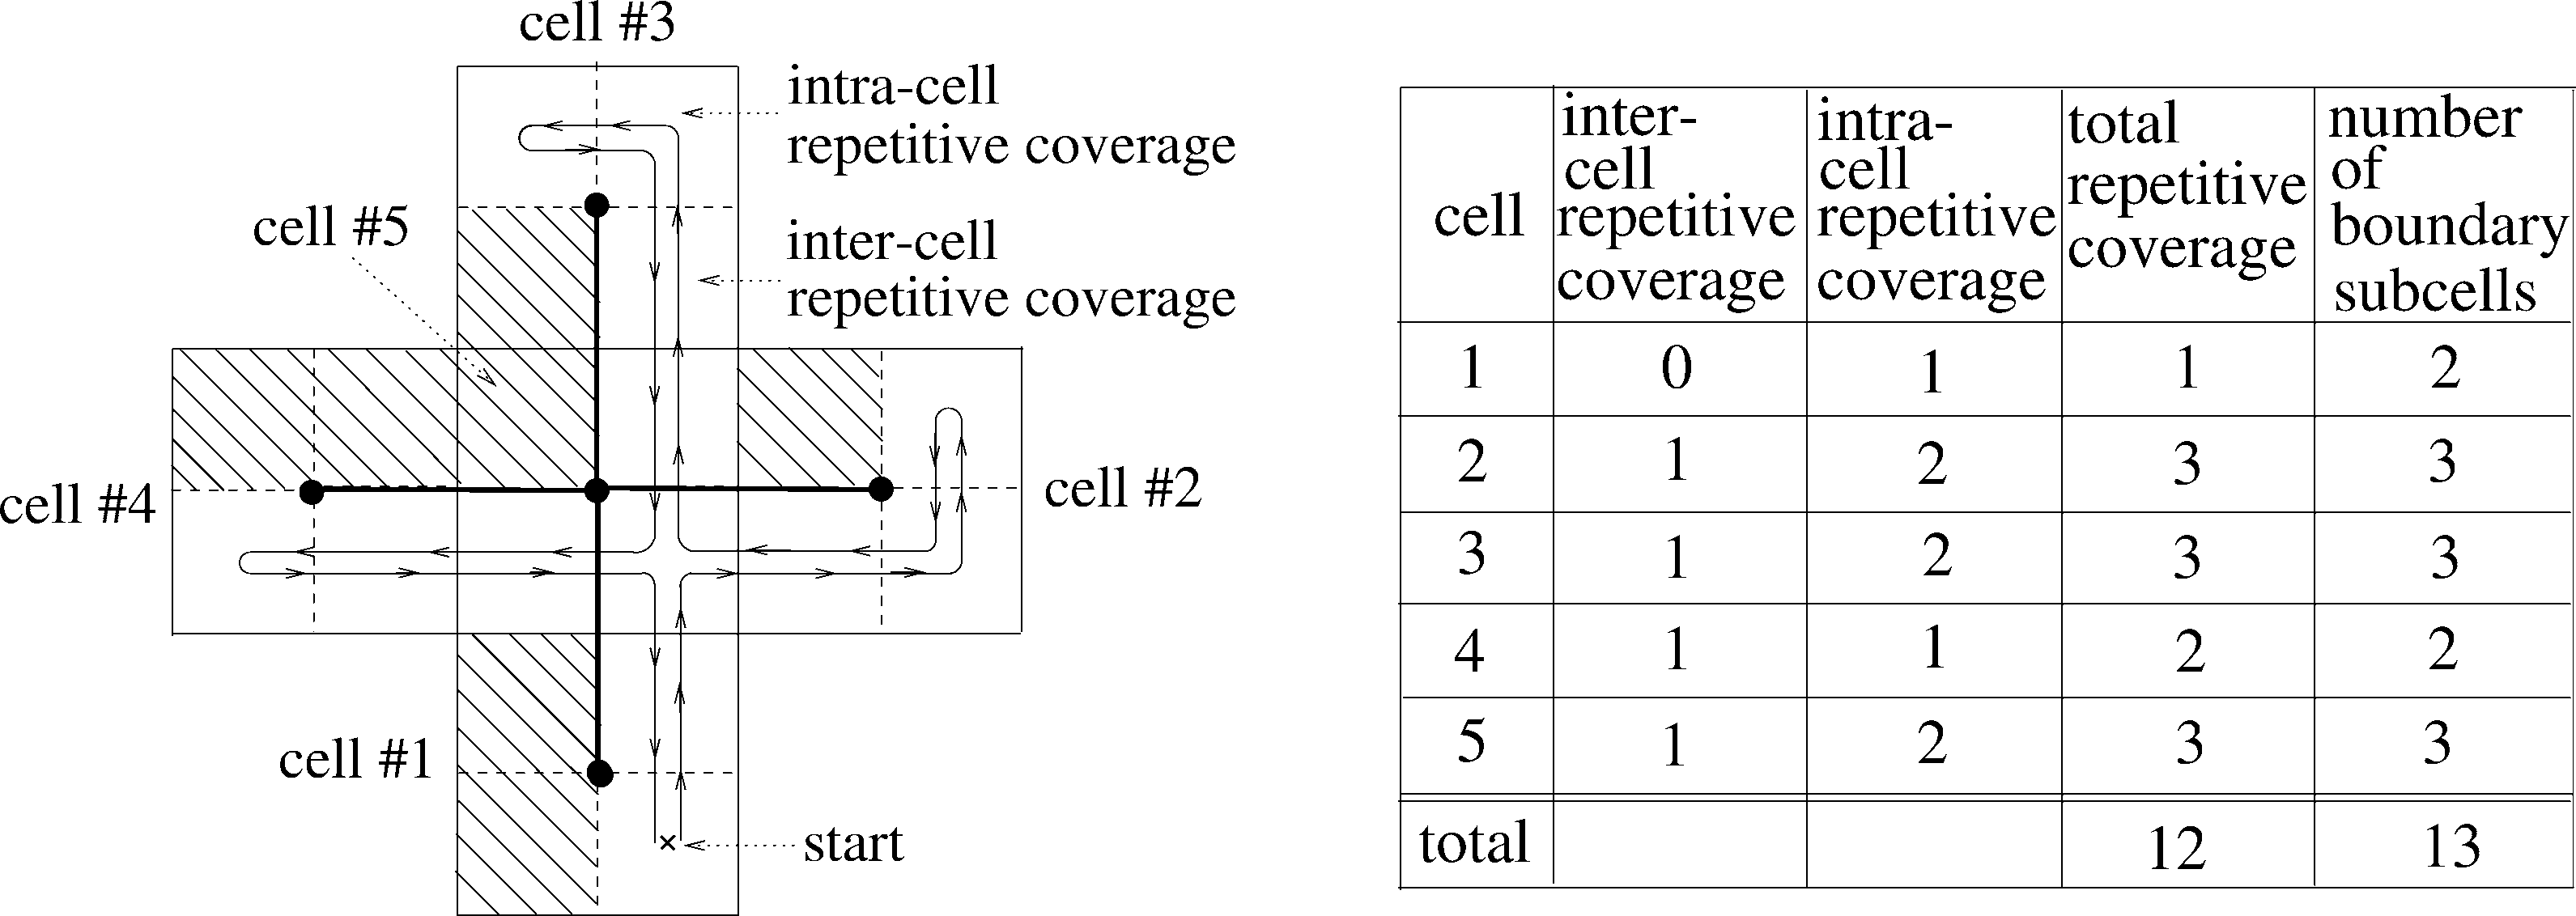 cell #3
intra-cell
repetitive coverage
cell #5
inter-cell
repetitive coverage
cell #4
cell #2
cell #1
start
cell
inter-
cell
repetitive
coverage
intra-
cell
repetitive
coverage
total
repetitive
coverage
number
of
boundary
subcells
1 0 1 1 2
2 1 2 3 3
3 1 2 3 3
4 1 1 2 2
5 1 2 3 3
total 12 13